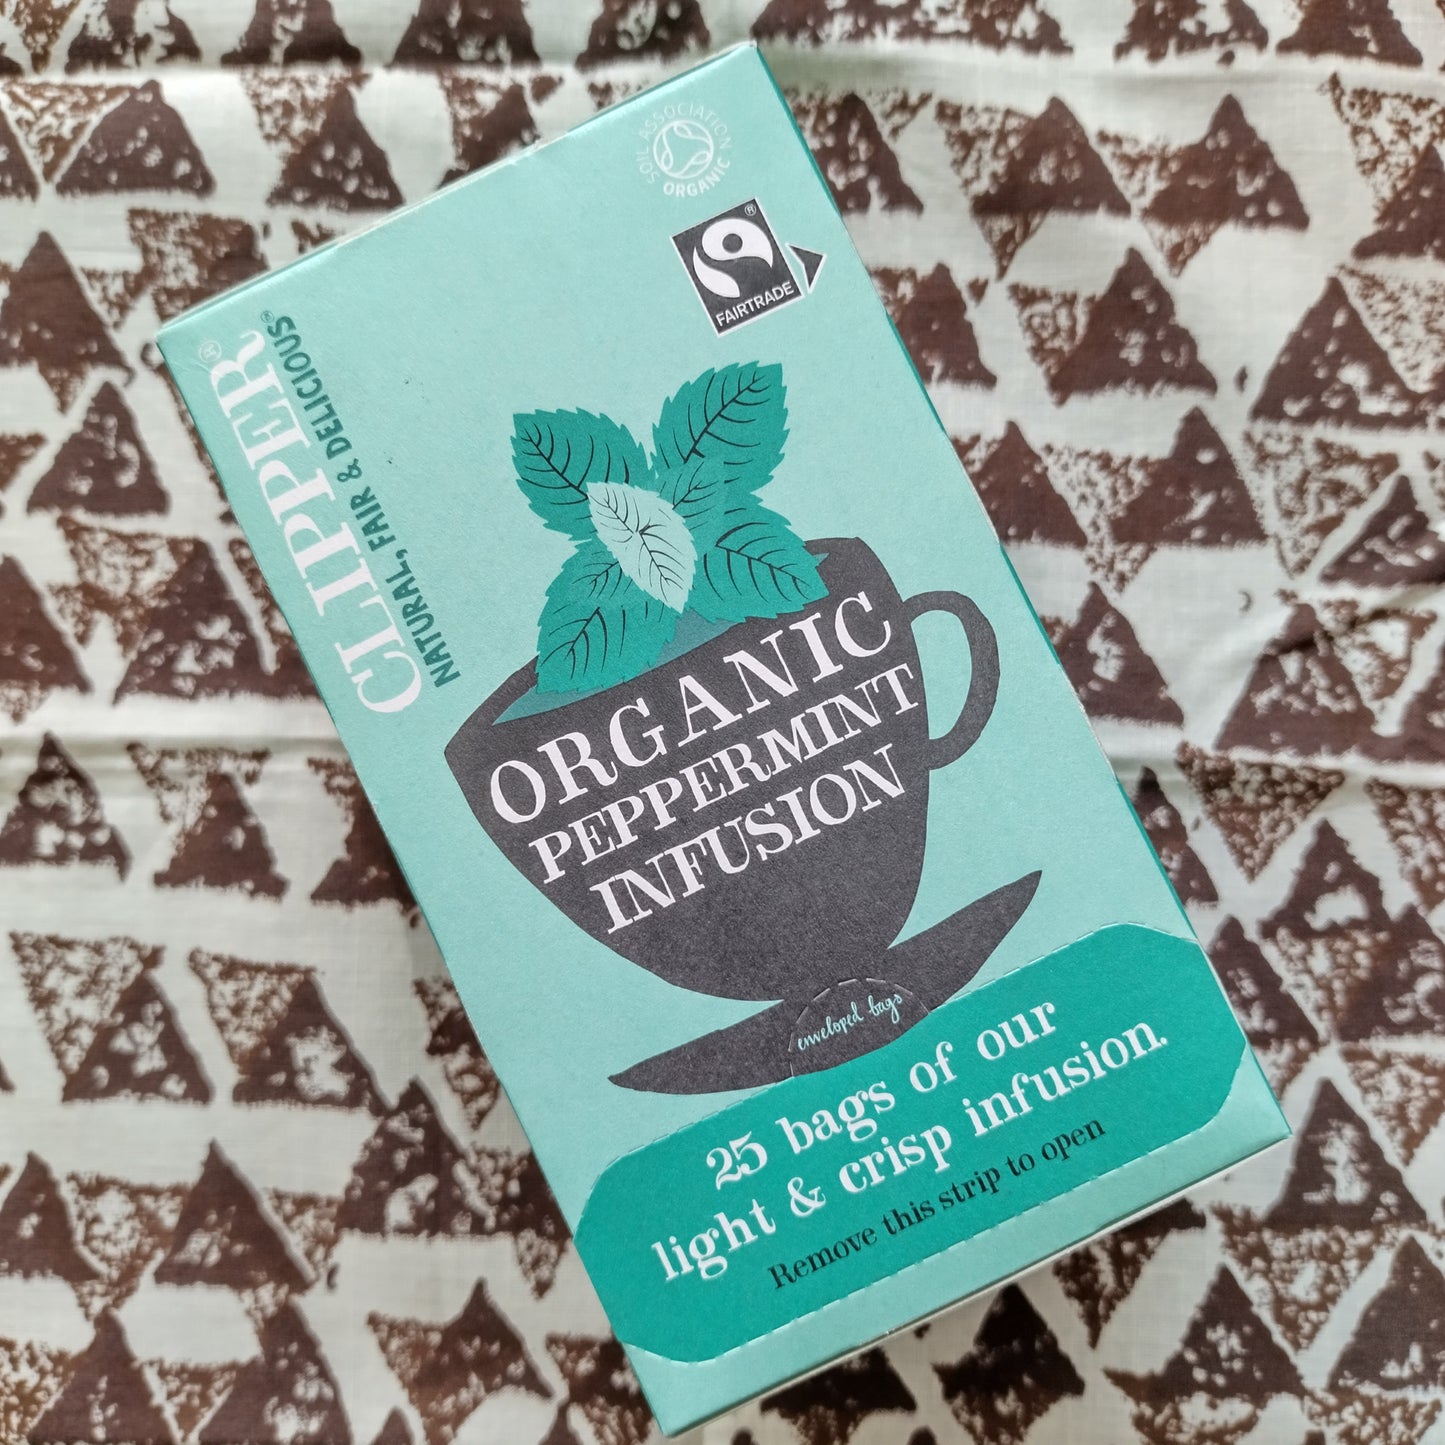 SOIL ASSOCIATION
ORGANIC
®
FAIRTRADE
CLIPPER®
NATURAL, FAIR & DELICIOUS®
ORGANIC
PEPPERMINT
INFUSION
enveloped bags
25 bags of our
light & crisp infusion.
Remove this strip to open